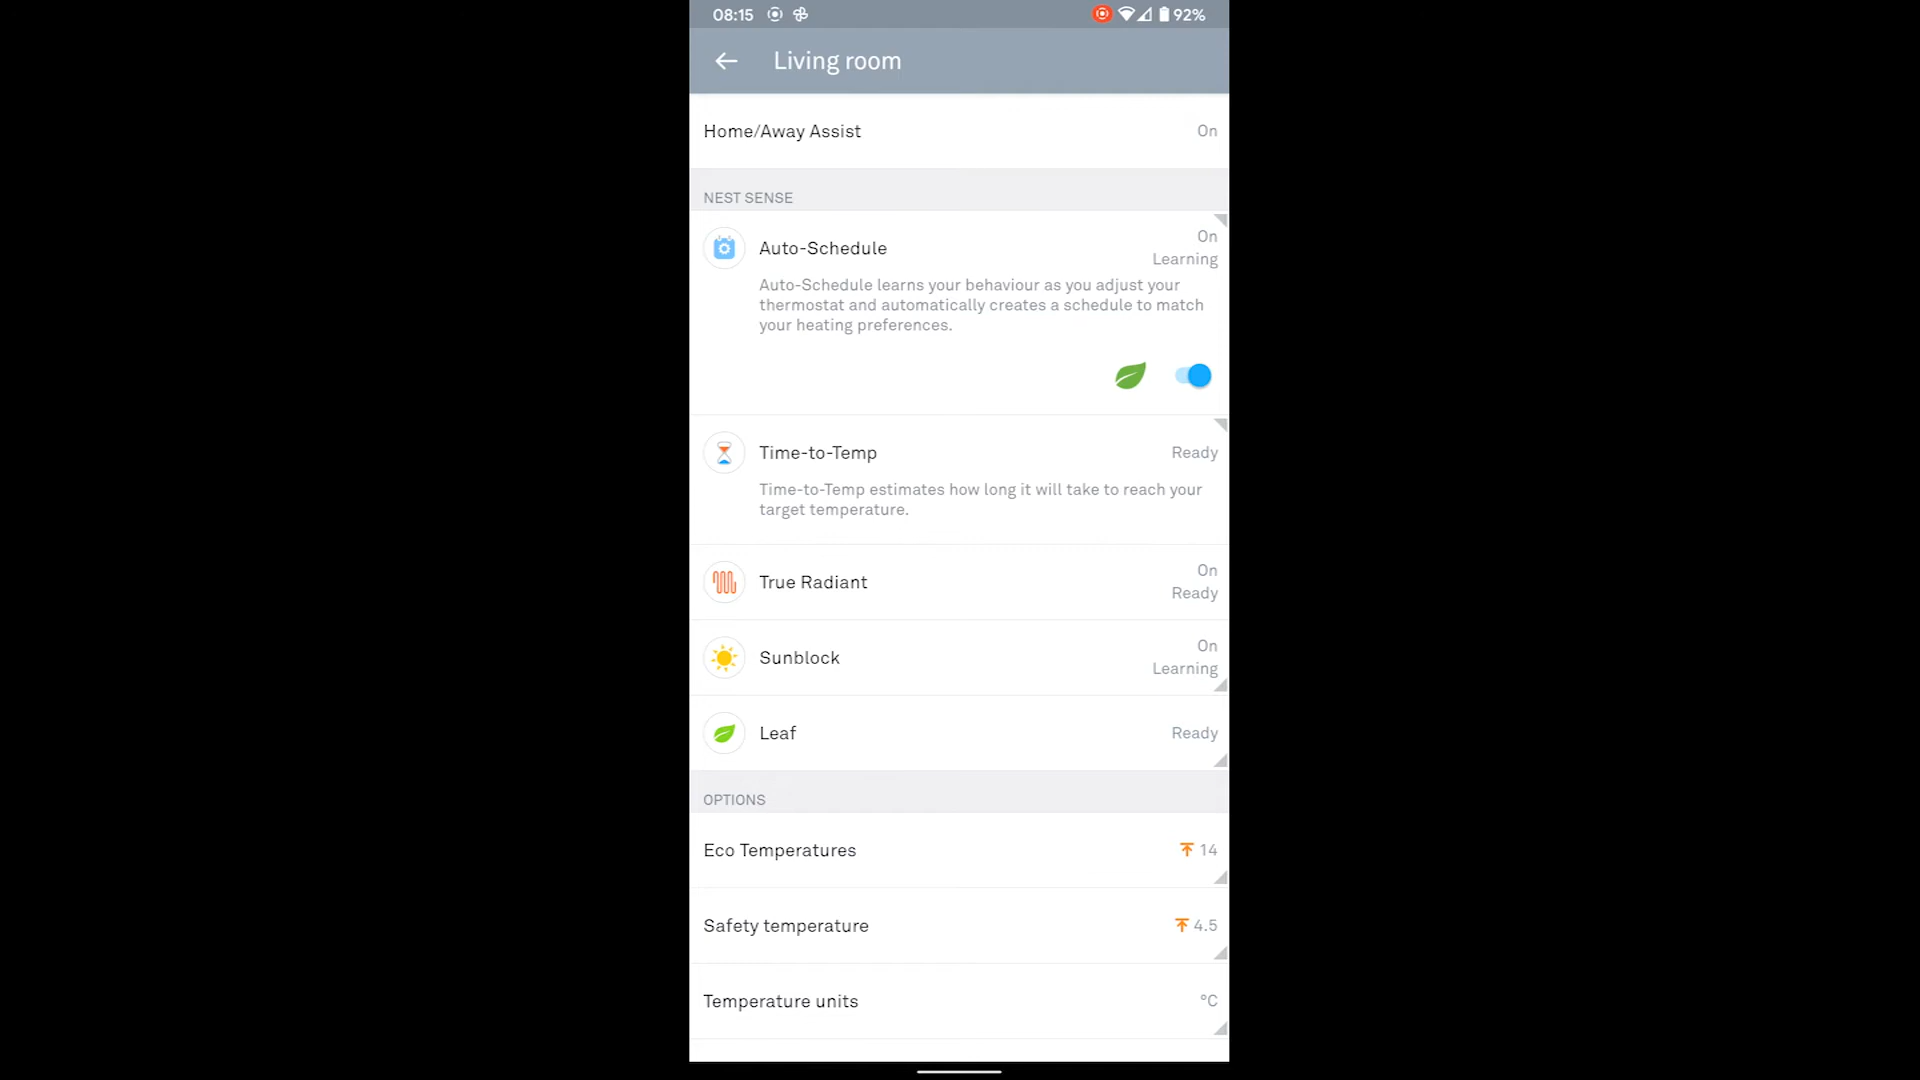 08:15
92%
Living room
Home/Away Assist
On
NEST SENSE
Auto-Schedule
On
Learning
Auto-Schedule learns your behaviour as you adjust your
thermostat and automatically creates a schedule to match
your heating preferences.
Time-to-Temp
Ready
Time-to-Temp estimates how long it will take to reach your
target temperature.
True Radiant
On
Ready
Sunblock
On
Learning
Leaf
Ready
OPTIONS
Eco Temperatures
14
Safety temperature
4.5
Temperature units
°C